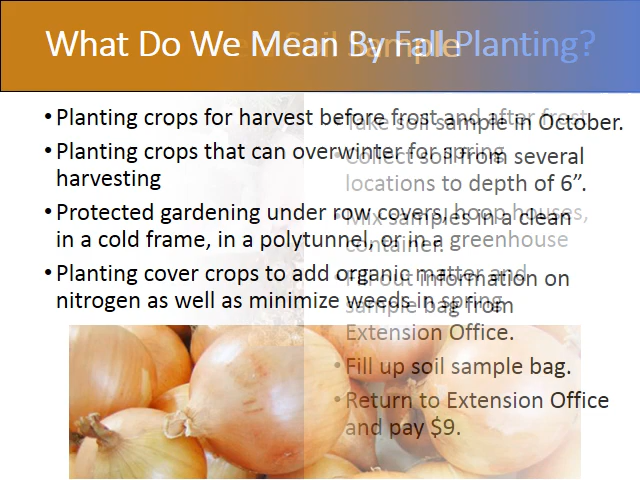 What Do We Mean By Fall Planting?
Soil Sample
• Planting crops for harvest before frost and after frost
• Planting crops that can overwinter for spring
harvesting
• Protected gardening under row covers, hoop houses,
in a cold frame, in a polytunnel, or in a greenhouse
• Planting cover crops to add organic matter and
nitrogen as well as minimize weeds in spring
• Take soil sample in October.
• Collect soil from several
locations to depth of 6”.
• Mix samples in a clean
container.
• Fill out information on
sample bag from
Extension Office.
• Fill up soil sample bag.
• Return to Extension Office
and pay $9.